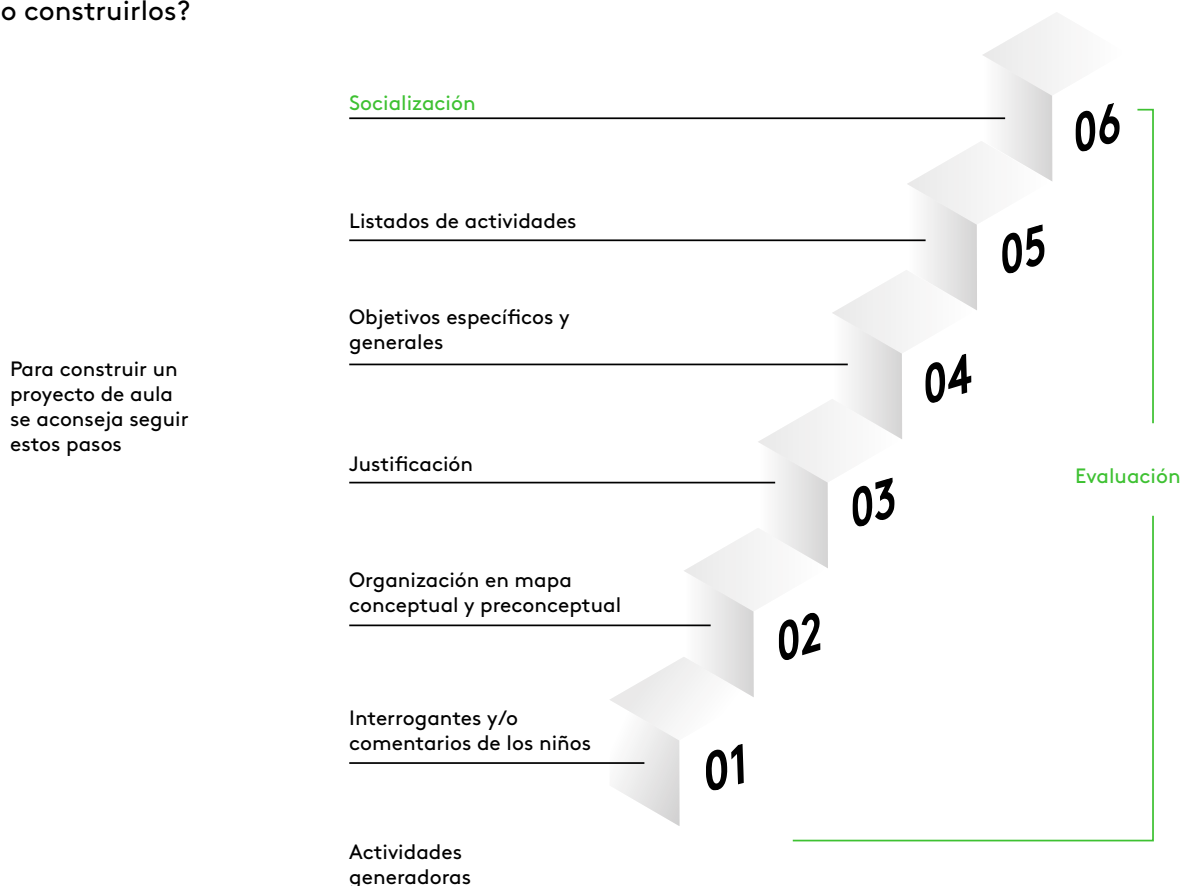 o construirlos?
Socialización
06
Listados de actividades
05
Objetivos específicos y
generales
04
Para construir un
proyecto de aula
se aconseja seguir
estos pasos
Justificación
03
Evaluación
Organización en mapa
conceptual y preconceptual
02
Interrogantes y/o
comentarios de los niños
01
Actividades
generadoras